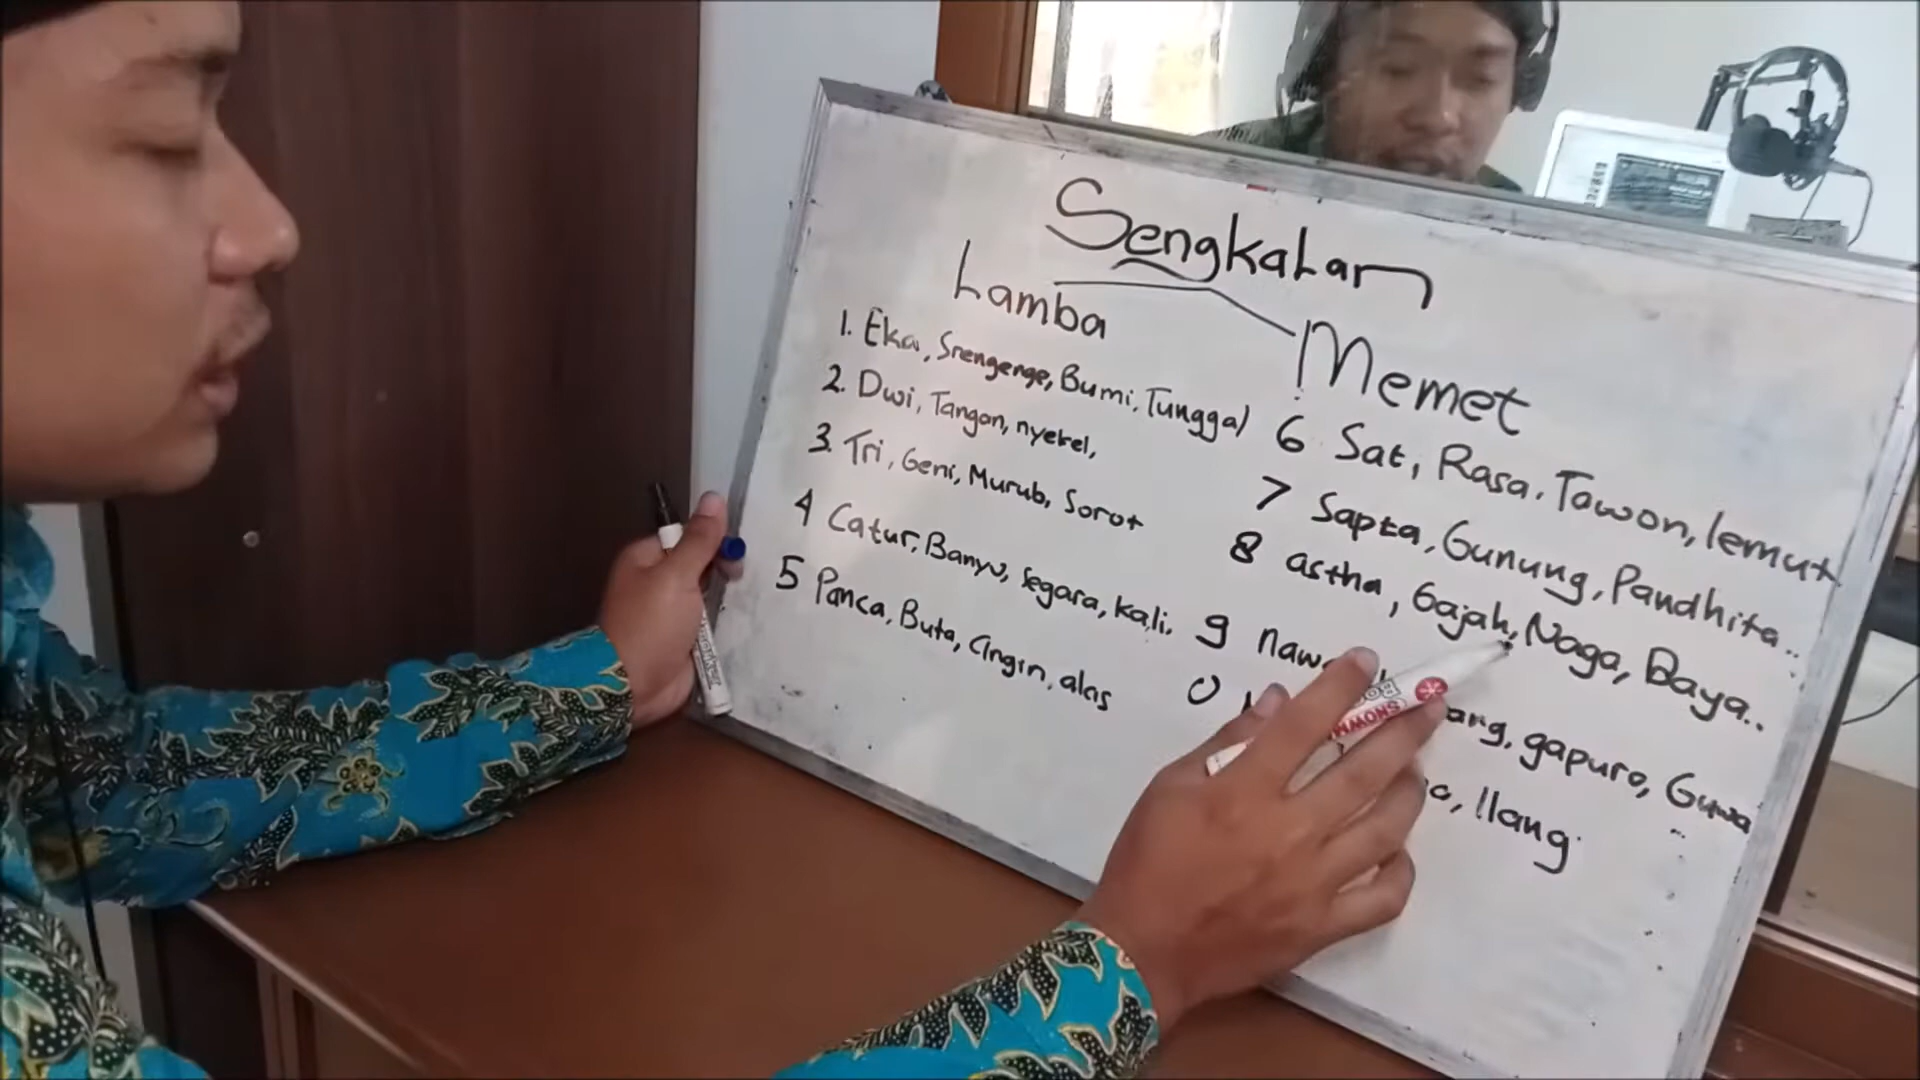 Sengkalan
Lamba
Memet
1. Eka, Srengenge, Bumi, Tunggal
2. Dwi, Tangan, nyekel,
3. Tri, Geni, Murub, Sorot
4 Catur, Banyu, Segara, kali,
5 Panca, Buta, Cingin, alas
6 Sat, Rasa, Tawon, lemut
7 Sapta, Gunung, Pandhita..
8 astha, Gajah, Naga, Baya..
9 gapuro, Guwa
0 Ilang